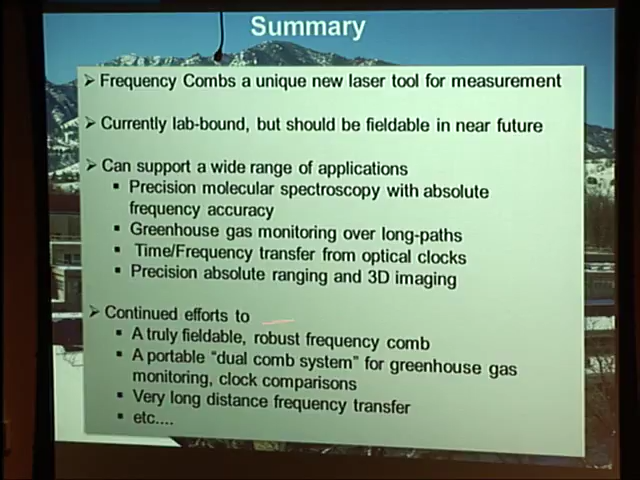 Summary
➢ Frequency Combs a unique new laser tool for measurement
➢ Currently lab-bound, but should be fieldable in near future
➢ Can support a wide range of applications
▪ Precision molecular spectroscopy with absolute
frequency accuracy
▪ Greenhouse gas monitoring over long-paths
▪ Time/Frequency transfer from optical clocks
▪ Precision absolute ranging and 3D imaging
➢ Continued efforts to
▪ A truly fieldable, robust frequency comb
▪ A portable “dual comb system” for greenhouse gas
monitoring, clock comparisons
▪ Very long distance frequency transfer
▪ etc....